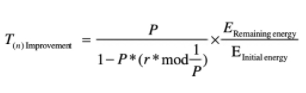 T(n) Improvement = P / (1 − P * (r * mod 1/P)) × E Remaining energy / E Initial energy